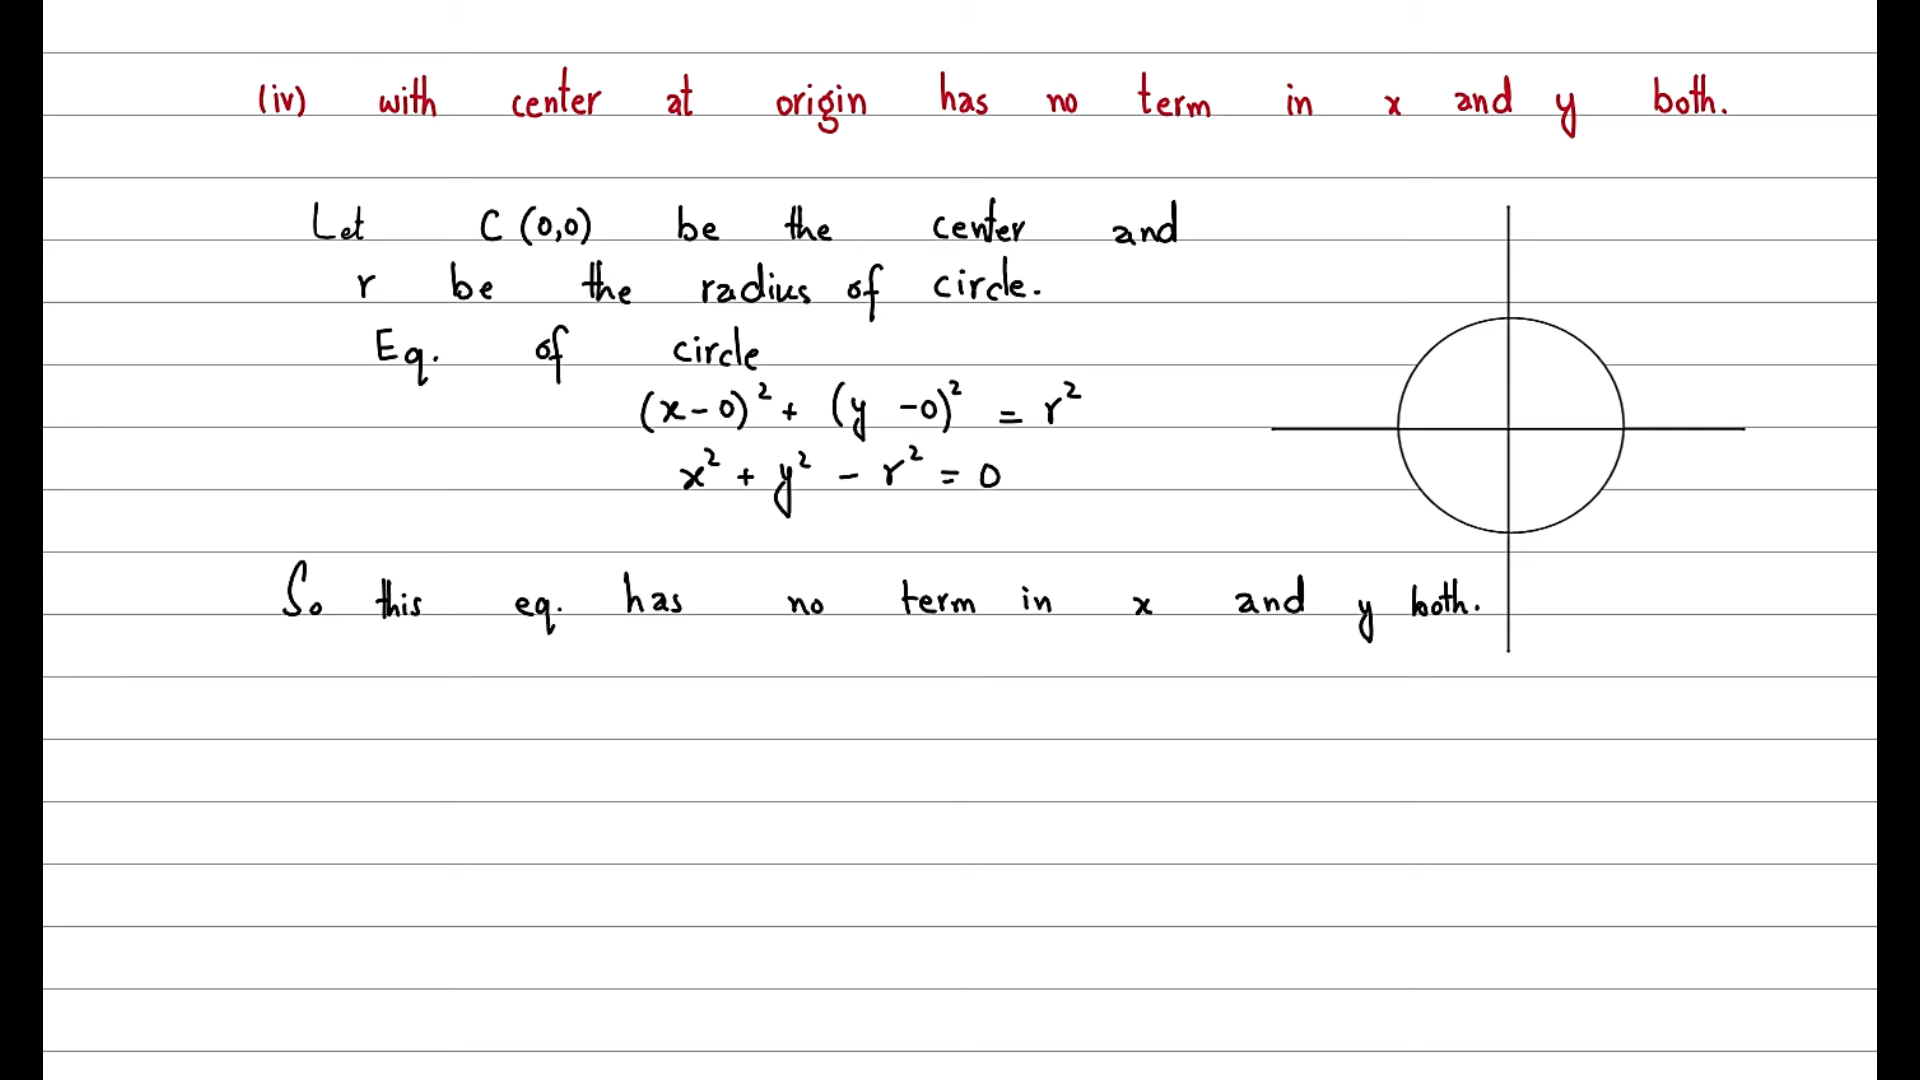 (iv) with center at origin has no term in x and y both.
Let C (0,0) be the center and
r be the radius of circle.
Eq. of circle
(x-0)² + (y -0)² = r²
x² + y² - r² = 0
So this eq. has no term in x and y both.